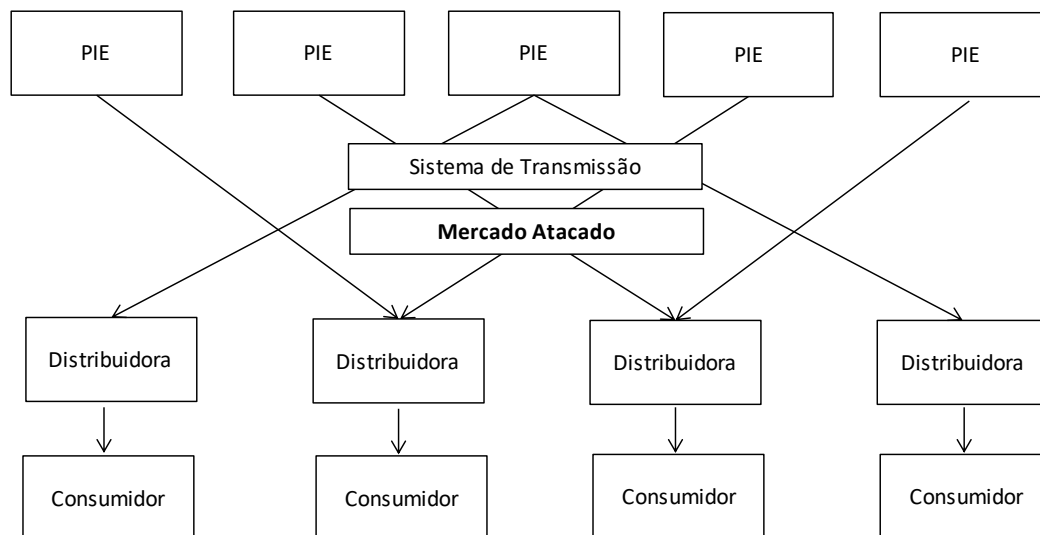 PIE
PIE
PIE
PIE
PIE
Sistema de Transmissão
Mercado Atacado
Distribuidora
Distribuidora
Distribuidora
Distribuidora
Consumidor
Consumidor
Consumidor
Consumidor